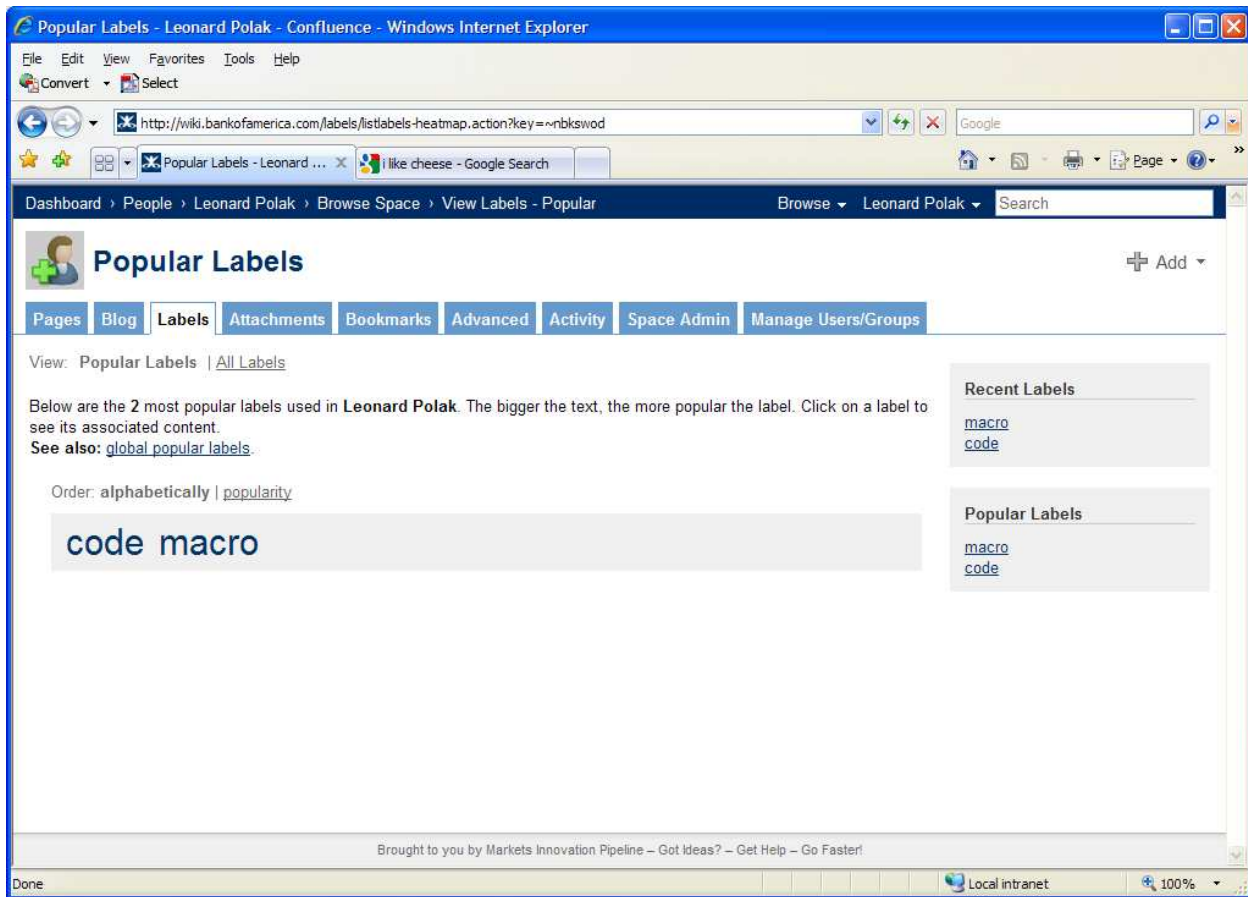 Popular Labels - Leonard Polak - Confluence - Windows Internet Explorer
File Edit View Favorites Tools Help
Convert Select
http://wiki.bankofamerica.com/labels/listlabels-heatmap.action?key=~nbkswod
Google
Popular Labels - Leonard ...
i like cheese - Google Search
Page
»
Dashboard › People › Leonard Polak › Browse Space › View Labels - Popular
Browse Leonard Polak Search
Popular Labels
Add
Pages Blog Labels Attachments Bookmarks Advanced Activity Space Admin Manage Users/Groups
View: Popular Labels | All Labels
Below are the 2 most popular labels used in Leonard Polak. The bigger the text, the more popular the label. Click on a label to
see its associated content.
See also: global popular labels.
Order: alphabetically | popularity
code macro
Recent Labels
macro
code
Popular Labels
macro
code
Brought to you by Markets Innovation Pipeline – Got Ideas? – Get Help – Go Faster!
Done
Local intranet
100%